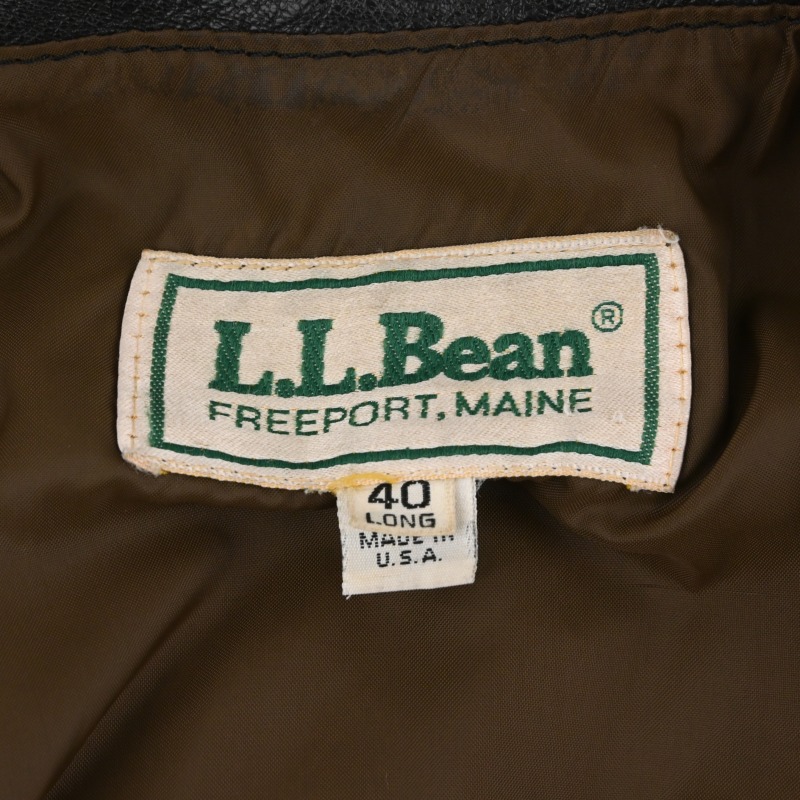 L.L.Bean®
FREEPORT, MAINE
40
LONG
MADE IN
U.S.A.